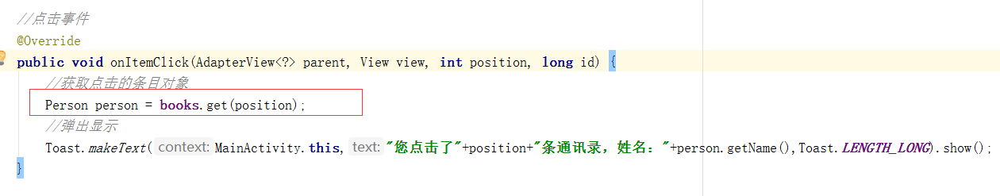 //点击事件
@Override
public void onItemClick(AdapterView<?> parent, View view, int position, long id) {
//获取点击的条目对象
Person person = books.get(position);
//弹出显示
Toast.makeText( context: MainActivity.this, text: "您点击了"+position+"条通讯录，姓名："+person.getName(),Toast.LENGTH_LONG).show();
}